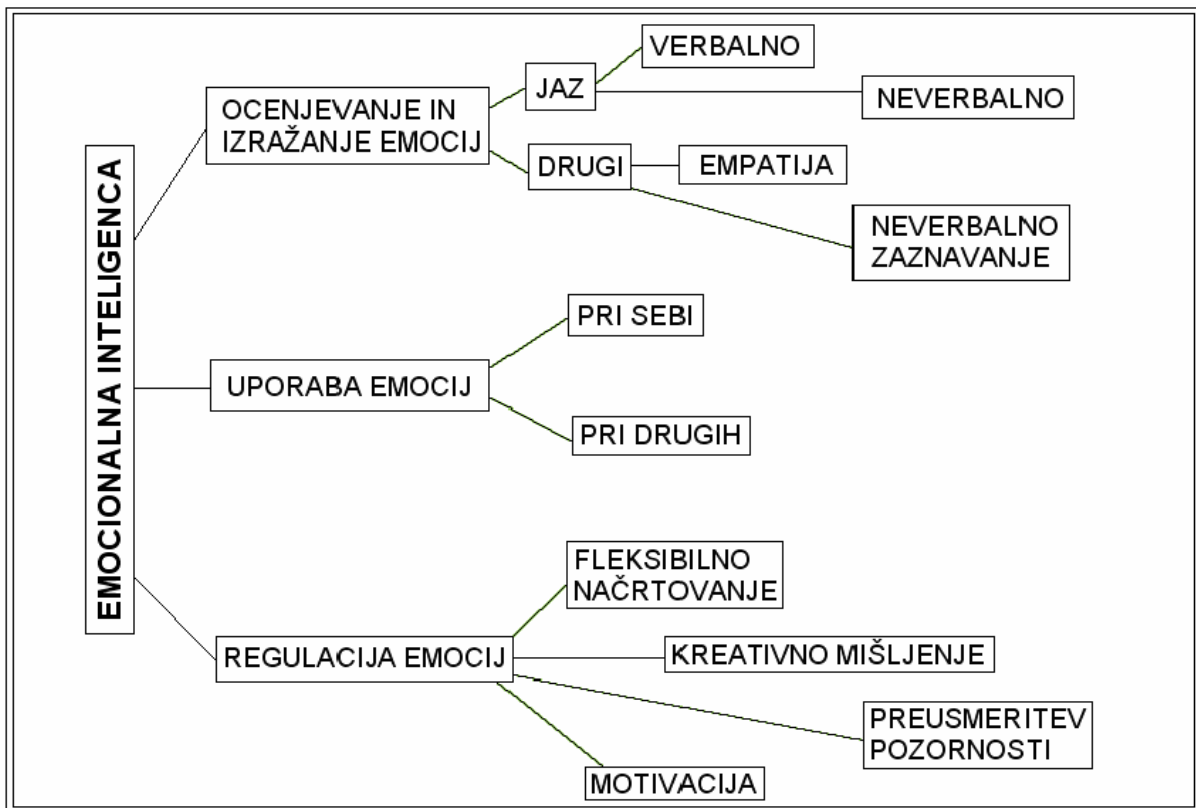 EMOCIONALNA INTELIGENCA
OCENJEVANJE IN
IZRAŽANJE EMOCIJ
JAZ
VERBALNO
NEVERBALNO
DRUGI
EMPATIJA
NEVERBALNO
ZAZNAVANJE
UPORABA EMOCIJ
PRI SEBI
PRI DRUGIH
REGULACIJA EMOCIJ
FLEKSIBILNO
NAČRTOVANJE
KREATIVNO MIŠLJENJE
PREUSMERITEV
POZORNOSTI
MOTIVACIJA